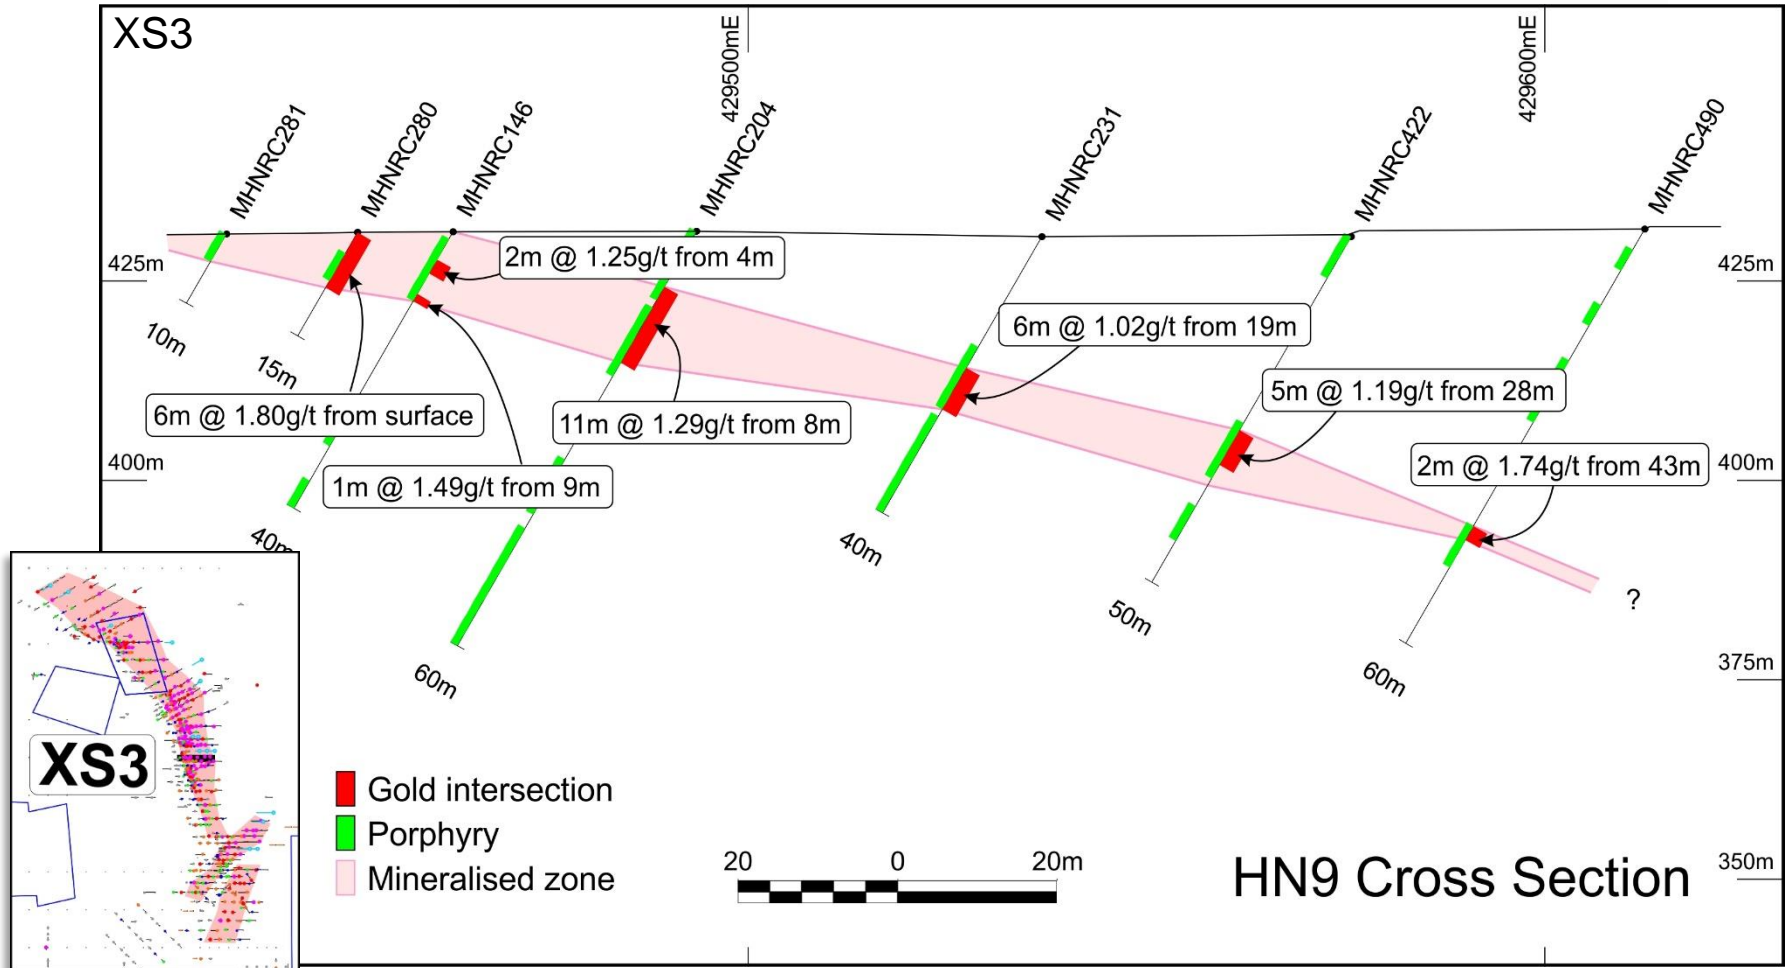 XS3
429500mE
429600mE
MHNRC281
MHNRC280
MHNRC146
MHNRC204
MHNRC231
MHNRC422
MHNRC490
425m
425m
2m @ 1.25g/t from 4m
6m @ 1.02g/t from 19m
10m
15m
6m @ 1.80g/t from surface
11m @ 1.29g/t from 8m
5m @ 1.19g/t from 28m
400m
400m
1m @ 1.49g/t from 9m
2m @ 1.74g/t from 43m
40m
40m
50m
?
60m
60m
375m
XS3
Gold intersection
Porphyry
Mineralised zone
20 0 20m
HN9 Cross Section
350m